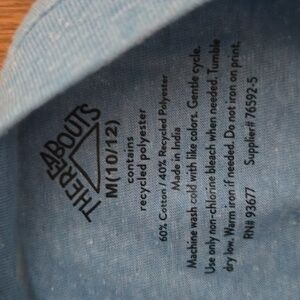 THEREABOUTS
M(10/12)
contains
recycled polyester
60% Cotton / 40% Recycled Polyester
Made in India
Machine wash cold with like colors. Gentle cycle.
Use only non-chlorine bleach when needed. Tumble
dry low. Warm iron if needed. Do not iron on print.
RN# 93677 Supplier# 76592-5